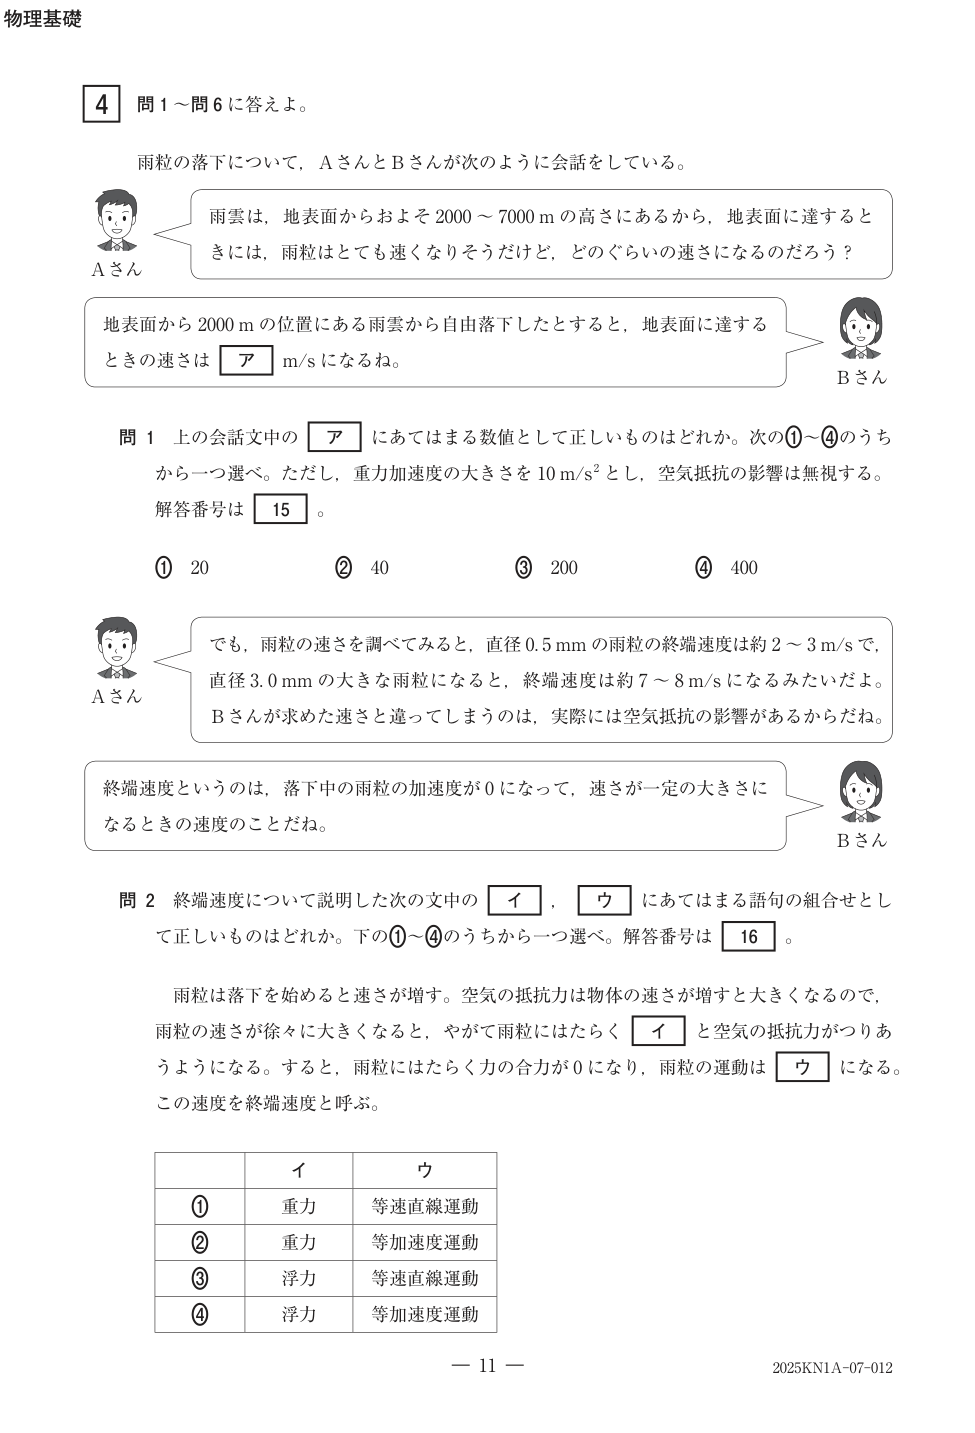 物理基礎
4 問1～問6に答えよ。
雨粒の落下について，AさんとBさんが次のように会話をしている。
雨雲は，地表面からおよそ 2000 ～ 7000 m の高さにあるから，地表面に達すると
きには，雨粒はとても速くなりそうだけど，どのぐらいの速さになるのだろう？
Aさん
地表面から 2000 m の位置にある雨雲から自由落下したとすると，地表面に達する
ときの速さは ア m/s になるね。
Bさん
問 1 上の会話文中の ア にあてはまる数値として正しいものはどれか。次の①～④のうち
から一つ選べ。ただし，重力加速度の大きさを 10 m/s² とし，空気抵抗の影響は無視する。
解答番号は 15 。
① 20 ② 40 ③ 200 ④ 400
でも，雨粒の速さを調べてみると，直径 0.5 mm の雨粒の終端速度は約 2 ～ 3 m/s で，
直径 3.0 mm の大きな雨粒になると，終端速度は約 7 ～ 8 m/s になるみたいだよ。
Bさんが求めた速さと違ってしまうのは，実際には空気抵抗の影響があるからだね。
Aさん
終端速度というのは，落下中の雨粒の加速度が 0 になって，速さが一定の大きさに
なるときの速度のことだね。
Bさん
問 2 終端速度について説明した次の文中の イ ， ウ にあてはまる語句の組合せとし
て正しいものはどれか。下の①～④のうちから一つ選べ。解答番号は 16 。
雨粒は落下を始めると速さが増す。空気の抵抗力は物体の速さが増すと大きくなるので，
雨粒の速さが徐々に大きくなると，やがて雨粒にはたらく イ と空気の抵抗力がつりあ
うようになる。すると，雨粒にはたらく力の合力が 0 になり，雨粒の運動は ウ になる。
この速度を終端速度と呼ぶ。
イ ウ
① 重力 等速直線運動
② 重力 等加速度運動
③ 浮力 等速直線運動
④ 浮力 等加速度運動
― 11 ―
2025KN1A-07-012